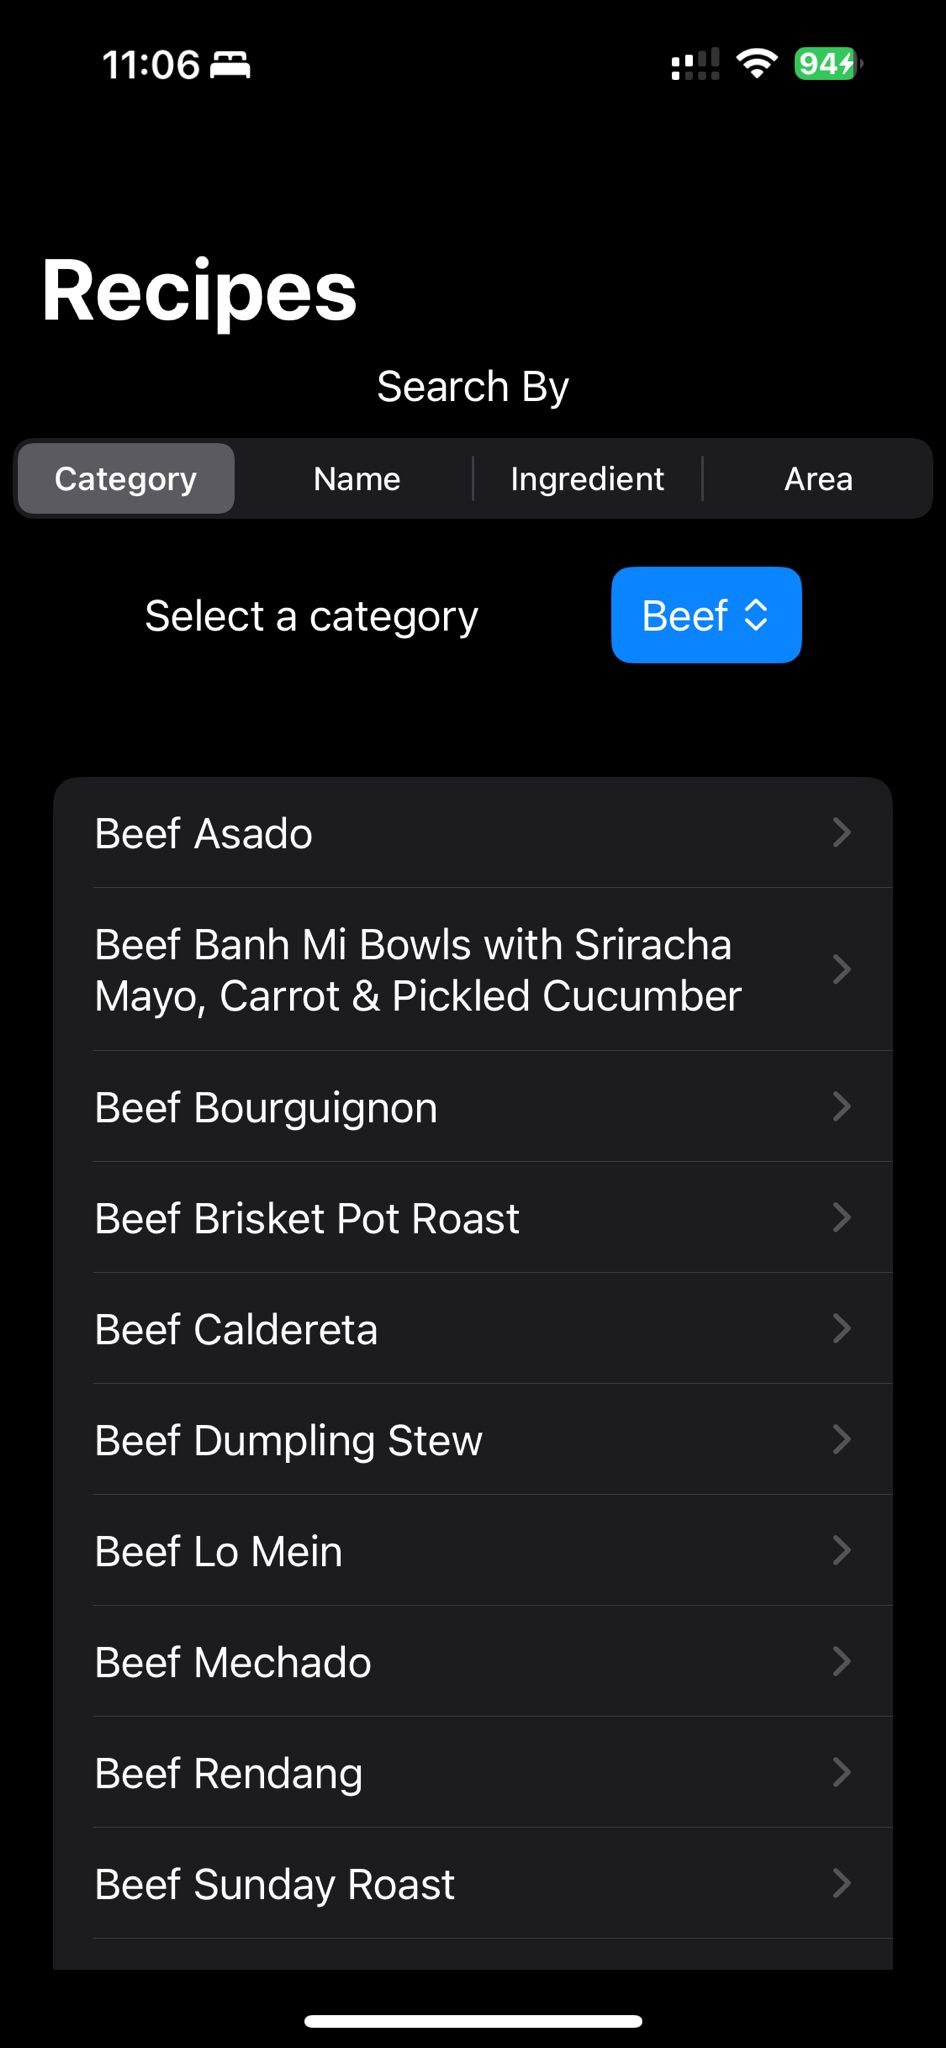 11:06
94
Recipes
Search By
Category
Name
Ingredient
Area
Select a category
Beef
Beef Asado
Beef Banh Mi Bowls with Sriracha
Mayo, Carrot & Pickled Cucumber
Beef Bourguignon
Beef Brisket Pot Roast
Beef Caldereta
Beef Dumpling Stew
Beef Lo Mein
Beef Mechado
Beef Rendang
Beef Sunday Roast